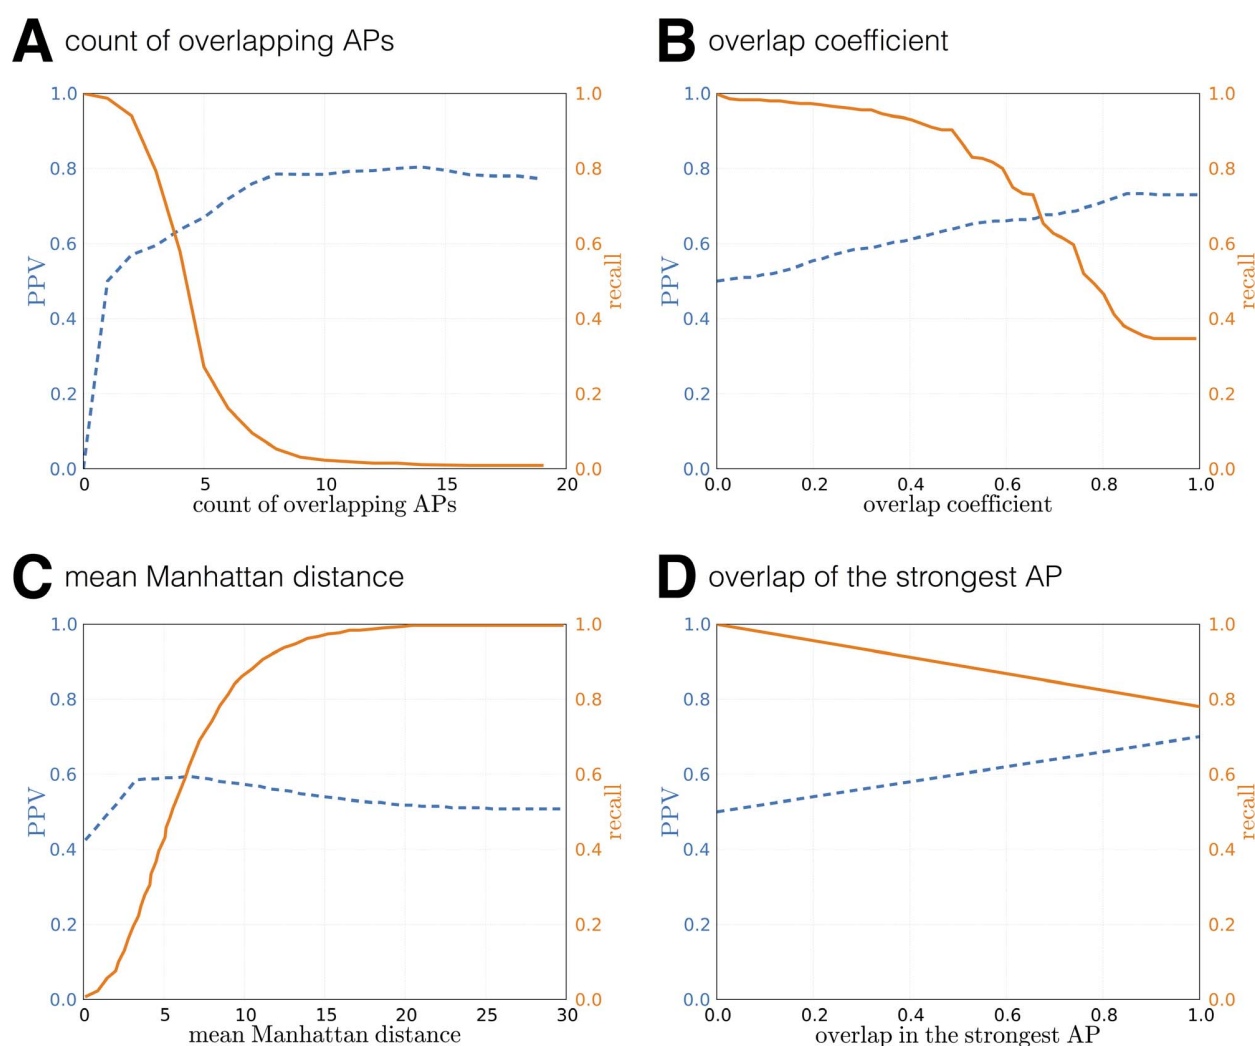 A count of overlapping APs
1.0 1.0
0.8 0.8
0.6 0.6
PPV recall
0.4 0.4
0.2 0.2
0.0 0.0
0 5 10 15 20
count of overlapping APs
B overlap coefficient
1.0 1.0
0.8 0.8
0.6 0.6
PPV recall
0.4 0.4
0.2 0.2
0.0 0.0
0.0 0.2 0.4 0.6 0.8 1.0
overlap coefficient
C mean Manhattan distance
1.0 1.0
0.8 0.8
0.6 0.6
PPV recall
0.4 0.4
0.2 0.2
0.0 0.0
0 5 10 15 20 25 30
mean Manhattan distance
D overlap of the strongest AP
1.0 1.0
0.8 0.8
0.6 0.6
PPV recall
0.4 0.4
0.2 0.2
0.0 0.0
0.0 0.2 0.4 0.6 0.8 1.0
overlap in the strongest AP